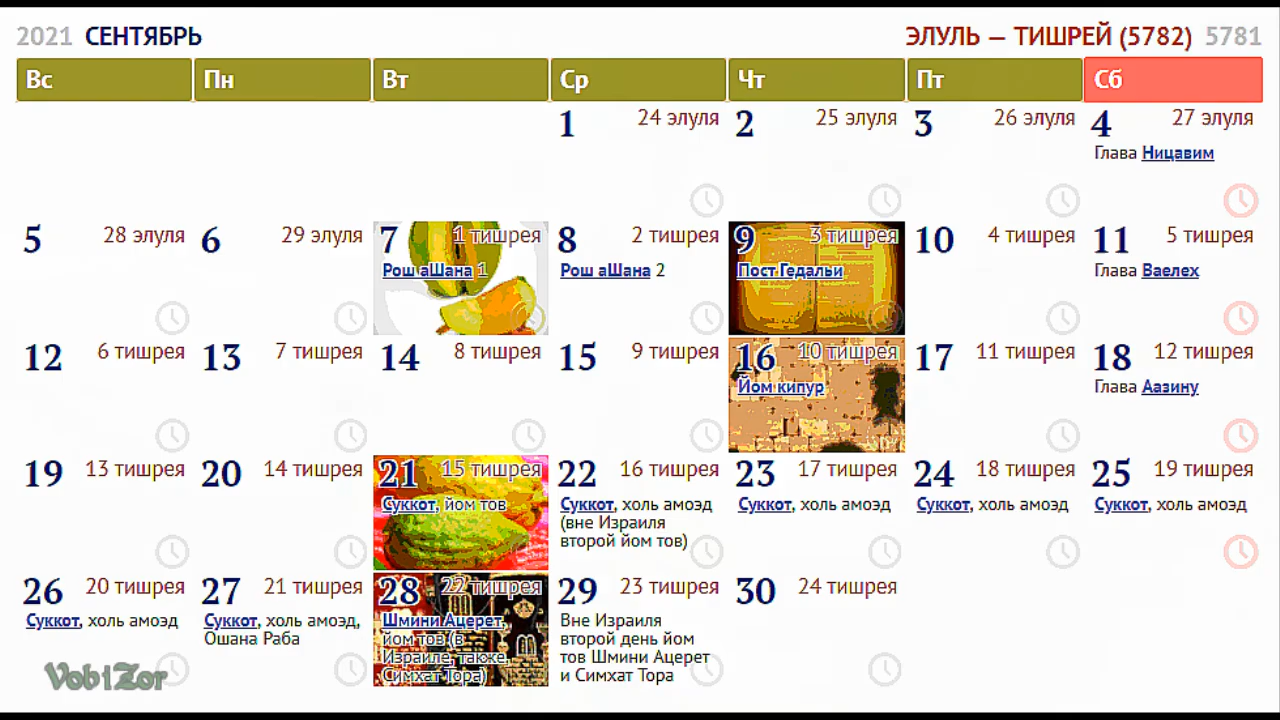 2021 СЕНТЯБРЬ ЭЛУЛЬ — ТИШРЕЙ (5782) 5781
Вс Пн Вт Ср Чт Пт Сб
1 24 элуля 2 25 элуля 3 26 элуля 4 27 элуля
Глава Ницавим
5 28 элуля 6 29 элуля 7 1 тишрея 8 2 тишрея 9 3 тишрея 10 4 тишрея 11 5 тишрея
Рош аШана 1 Рош аШана 2 Пост Гедальи Глава Ваелех
12 6 тишрея 13 7 тишрея 14 8 тишрея 15 9 тишрея 16 10 тишрея 17 11 тишрея 18 12 тишрея
Йом кипур Глава Аазину
19 13 тишрея 20 14 тишрея 21 15 тишрея 22 16 тишрея 23 17 тишрея 24 18 тишрея 25 19 тишрея
Суккот, йом тов Суккот, холь амоэд Суккот, холь амоэд Суккот, холь амоэд Суккот, холь амоэд
(вне Израиля
второй йом тов)
26 20 тишрея 27 21 тишрея 28 22 тишрея 29 23 тишрея 30 24 тишрея
Суккот, холь амоэд Суккот, холь амоэд, Шмини Ацерет, Вне Израиля
Ошана Раба йом тов (в второй день йом
Израиле, также, тов Шмини Ацерет
Симхат Тора) и Симхат Тора
Vob1Zor